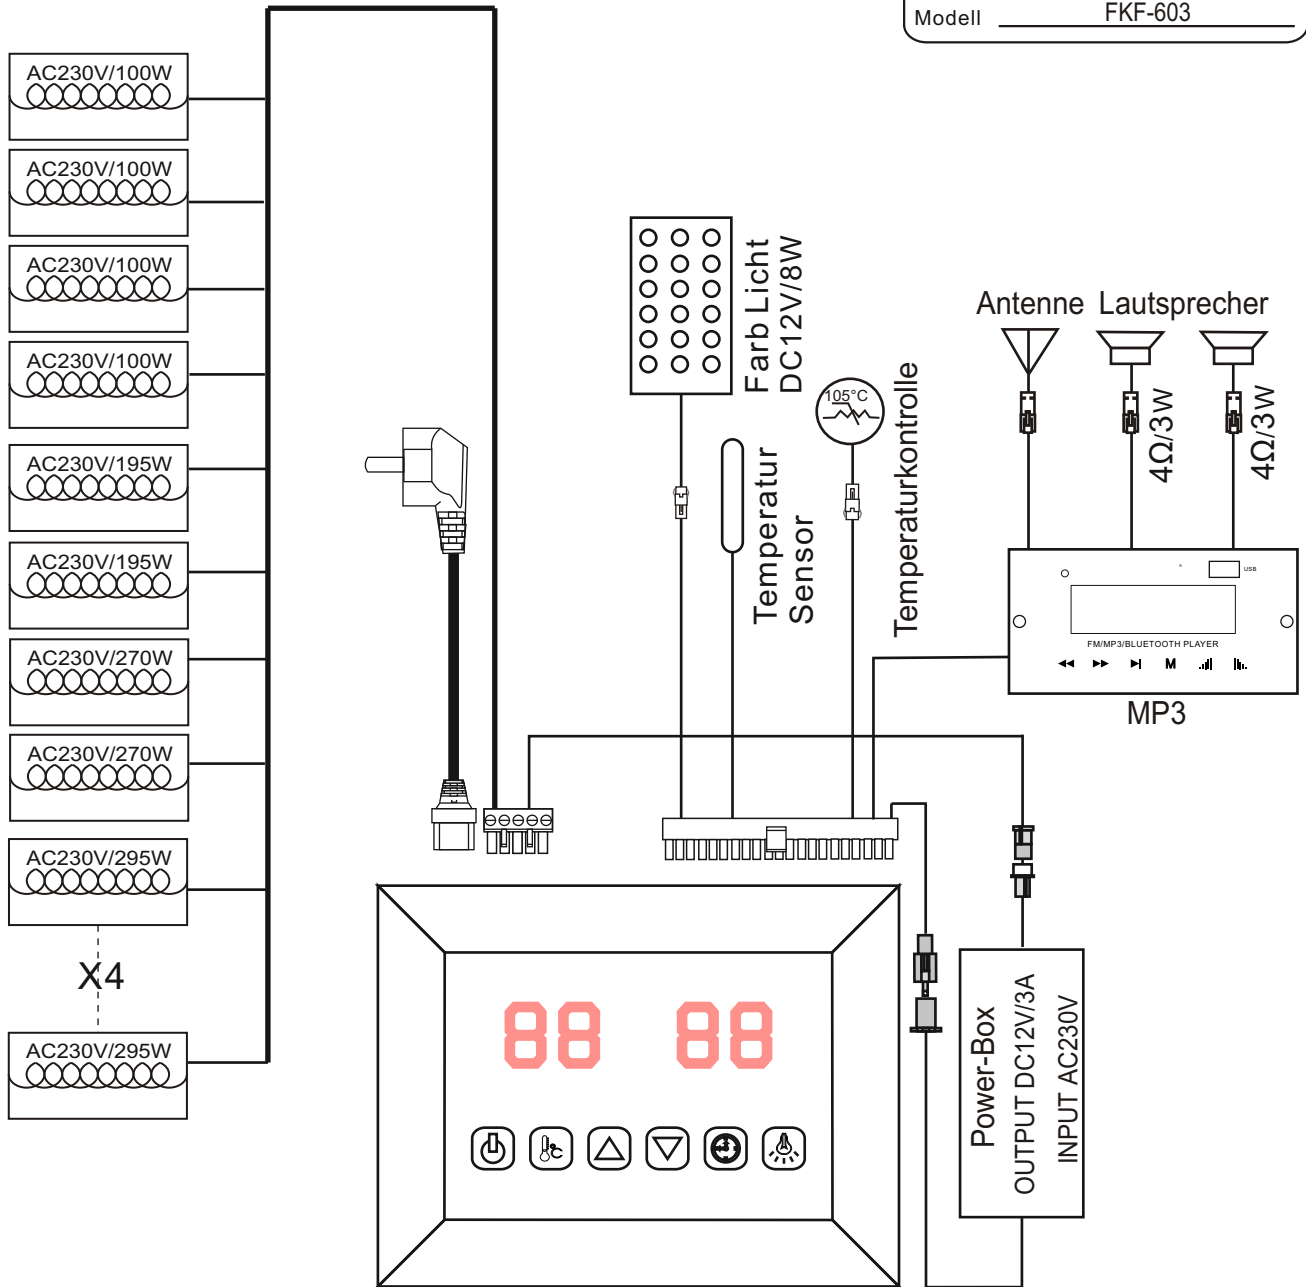 Modell FKF-603
AC230V/100W
AC230V/100W
AC230V/100W
AC230V/100W
AC230V/195W
AC230V/195W
AC230V/270W
AC230V/270W
AC230V/295W
X4
AC230V/295W
Farb Licht
DC12V/8W
Temperatur
Sensor
105°C
Temperaturkontrolle
Antenne Lautsprecher
4Ω/3W
4Ω/3W
USB
FM/MP3/BLUETOOTH PLAYER
M
MP3
88 88
°C
Power-Box
OUTPUT DC12V/3A
INPUT AC230V